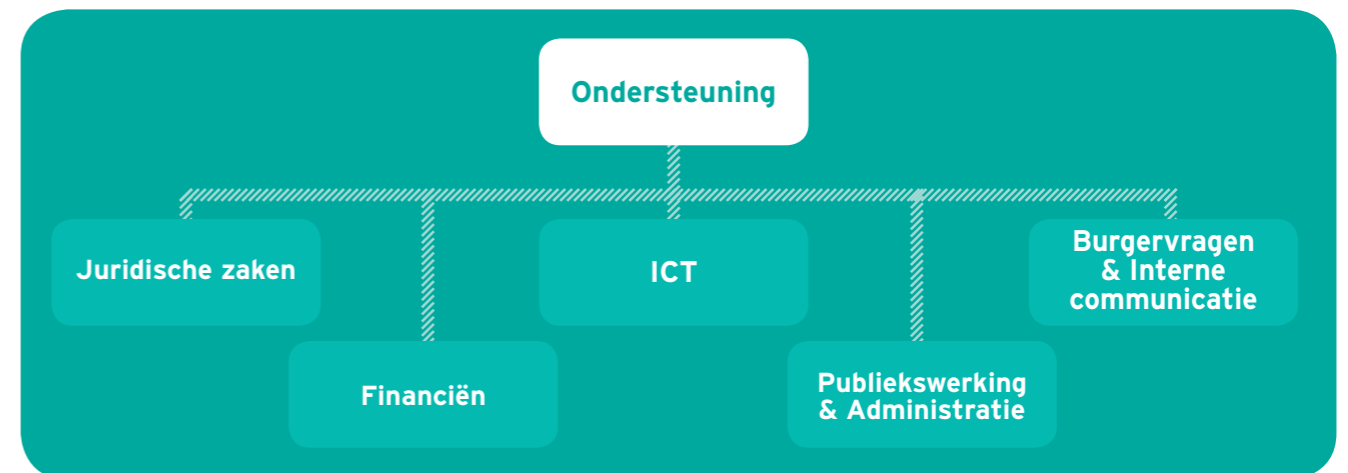 Ondersteuning
Juridische zaken
ICT
Burgervragen
& Interne
communicatie
Financiën
Publiekswerking
& Administratie